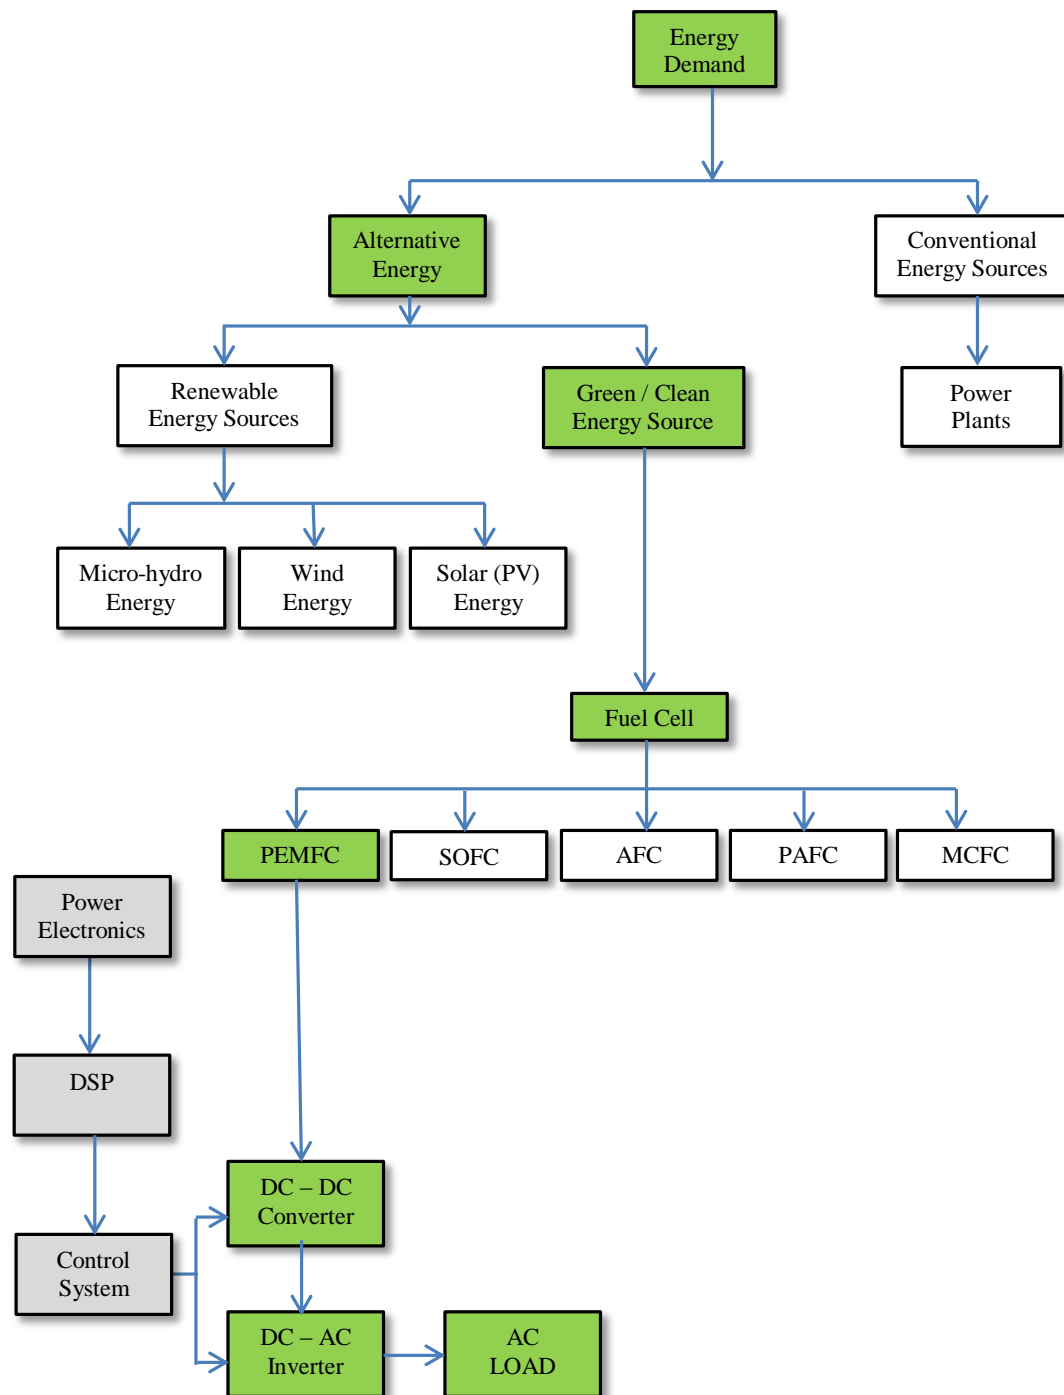 Energy
Demand
Alternative
Energy
Conventional
Energy Sources
Renewable
Energy Sources
Green / Clean
Energy Source
Power
Plants
Micro-hydro
Energy
Wind
Energy
Solar (PV)
Energy
Fuel Cell
PEMFC
SOFC
AFC
PAFC
MCFC
Power
Electronics
DSP
DC – DC
Converter
Control
System
DC – AC
Inverter
AC
LOAD